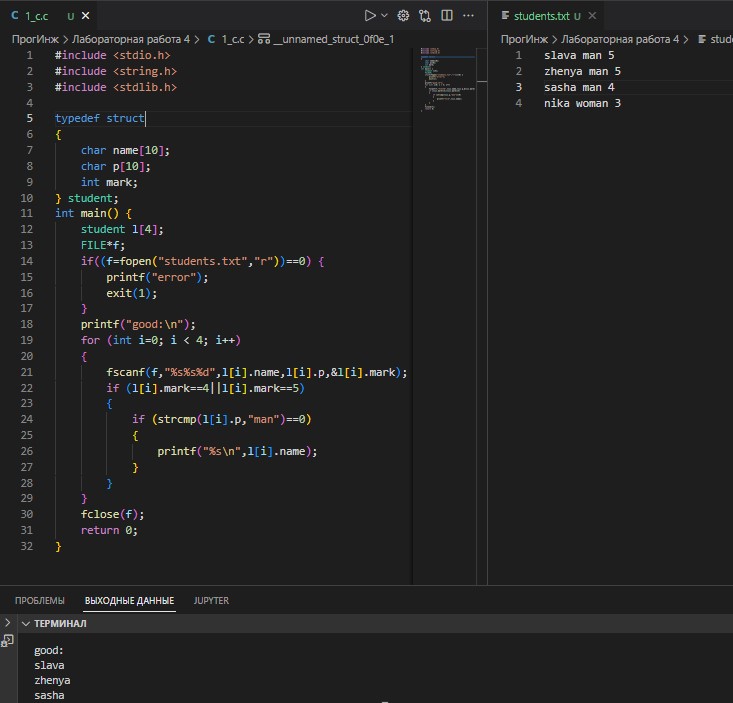 1_c.c U ×
students.txt U ×
ПрогИнж > Лабораторная работа 4 > C 1_c.c > __unnamed_struct_0f0e_1
ПрогИнж > Лабораторная работа 4 >
1 #include <stdio.h>
2 #include <string.h>
3 #include <stdlib.h>
4
5 typedef struct
6 {
7 char name[10];
8 char p[10];
9 int mark;
10 } student;
11 int main() {
12 student l[4];
13 FILE*f;
14 if((f=fopen("students.txt","r"))==0) {
15 printf("error");
16 exit(1);
17 }
18 printf("good:\n");
19 for (int i=0; i < 4; i++)
20 {
21 fscanf(f,"%s%s%d",l[i].name,l[i].p,&l[i].mark);
22 if (l[i].mark==4||l[i].mark==5)
23 {
24 if (strcmp(l[i].p,"man")==0)
25 {
26 printf("%s\n",l[i].name);
27 }
28 }
29 }
30 fclose(f);
31 return 0;
32 }
1 slava man 5
2 zhenya man 5
3 sasha man 4
4 nika woman 3
ПРОБЛЕМЫ ВЫХОДНЫЕ ДАННЫЕ JUPYTER
ТЕРМИНАЛ
good:
slava
zhenya
sasha